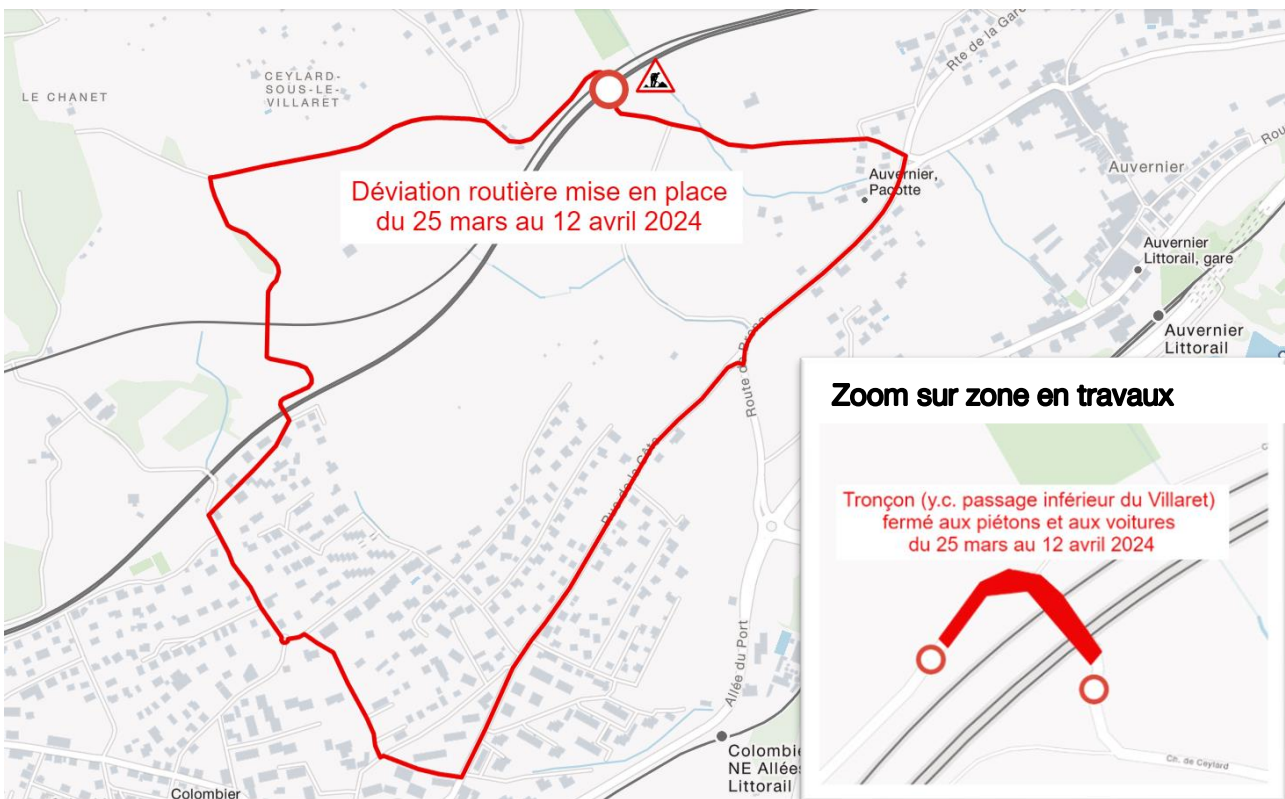 LE CHANET
CEYLARD-
SOUS-LE-
VILLARET
Rte de la Gare
Déviation routière mise en place
du 25 mars au 12 avril 2024
Auvernier,
Pacotte
Auvernier
Auvernier
Littorail, gare
Auvernier
Littorail
Route de
Rue de la Côte
Allée du Port
Colombier
NE Allées
Littorail
Colombier
Zoom sur zone en travaux
Tronçon (y.c. passage inférieur du Villaret)
fermé aux piétons et aux voitures
du 25 mars au 12 avril 2024
Ch. de Ceylard